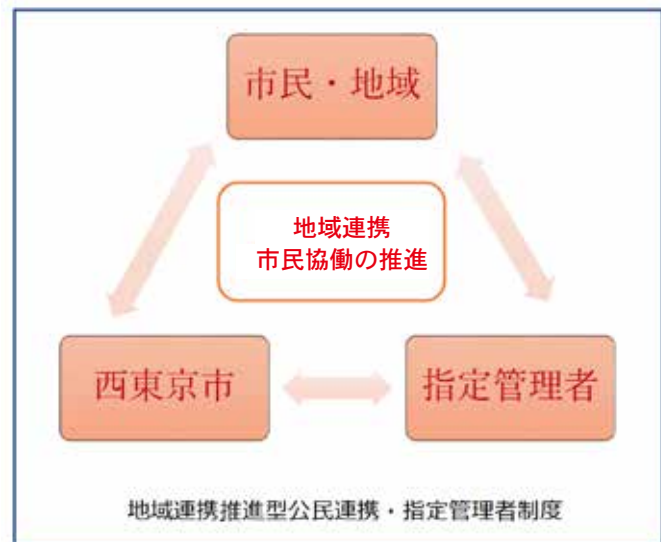 市民・地域
地域連携
市民協働の推進
西東京市
指定管理者
地域連携推進型公民連携・指定管理者制度